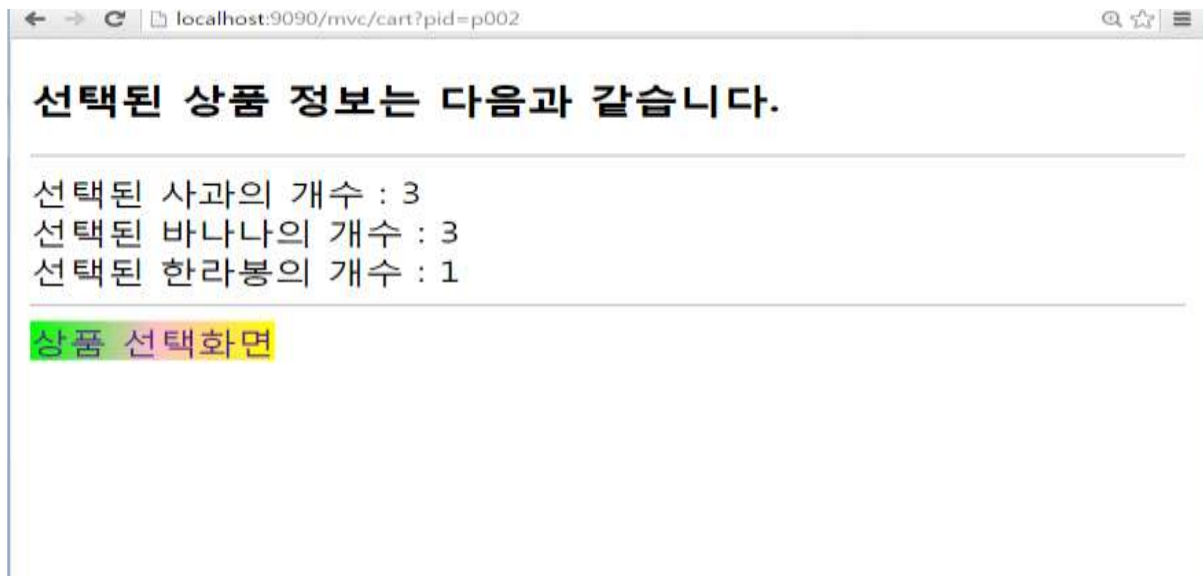 localhost:9090/mvc/cart?pid=p002
선택된 상품 정보는 다음과 같습니다.
선택된 사과의 개수 : 3
선택된 바나나의 개수 : 3
선택된 한라봉의 개수 : 1
상품 선택화면